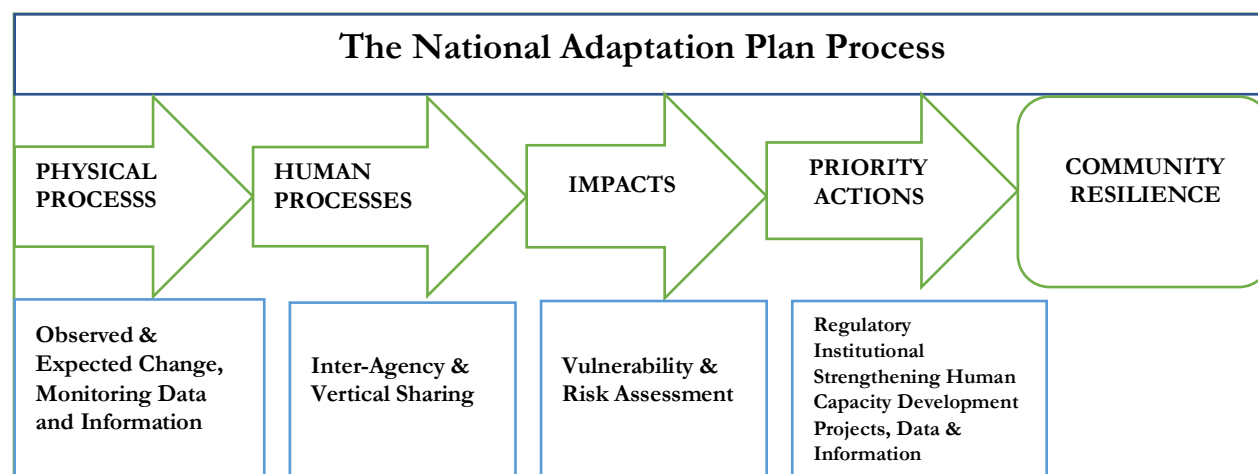 The National Adaptation Plan Process
PHYSICAL
PROCESSS
HUMAN
PROCESSES
IMPACTS
PRIORITY
ACTIONS
COMMUNITY
RESILIENCE
Observed &
Expected Change,
Monitoring Data
and Information
Inter-Agency &
Vertical Sharing
Vulnerability &
Risk Assessment
Regulatory
Institutional
Strengthening Human
Capacity Development
Projects, Data &
Information